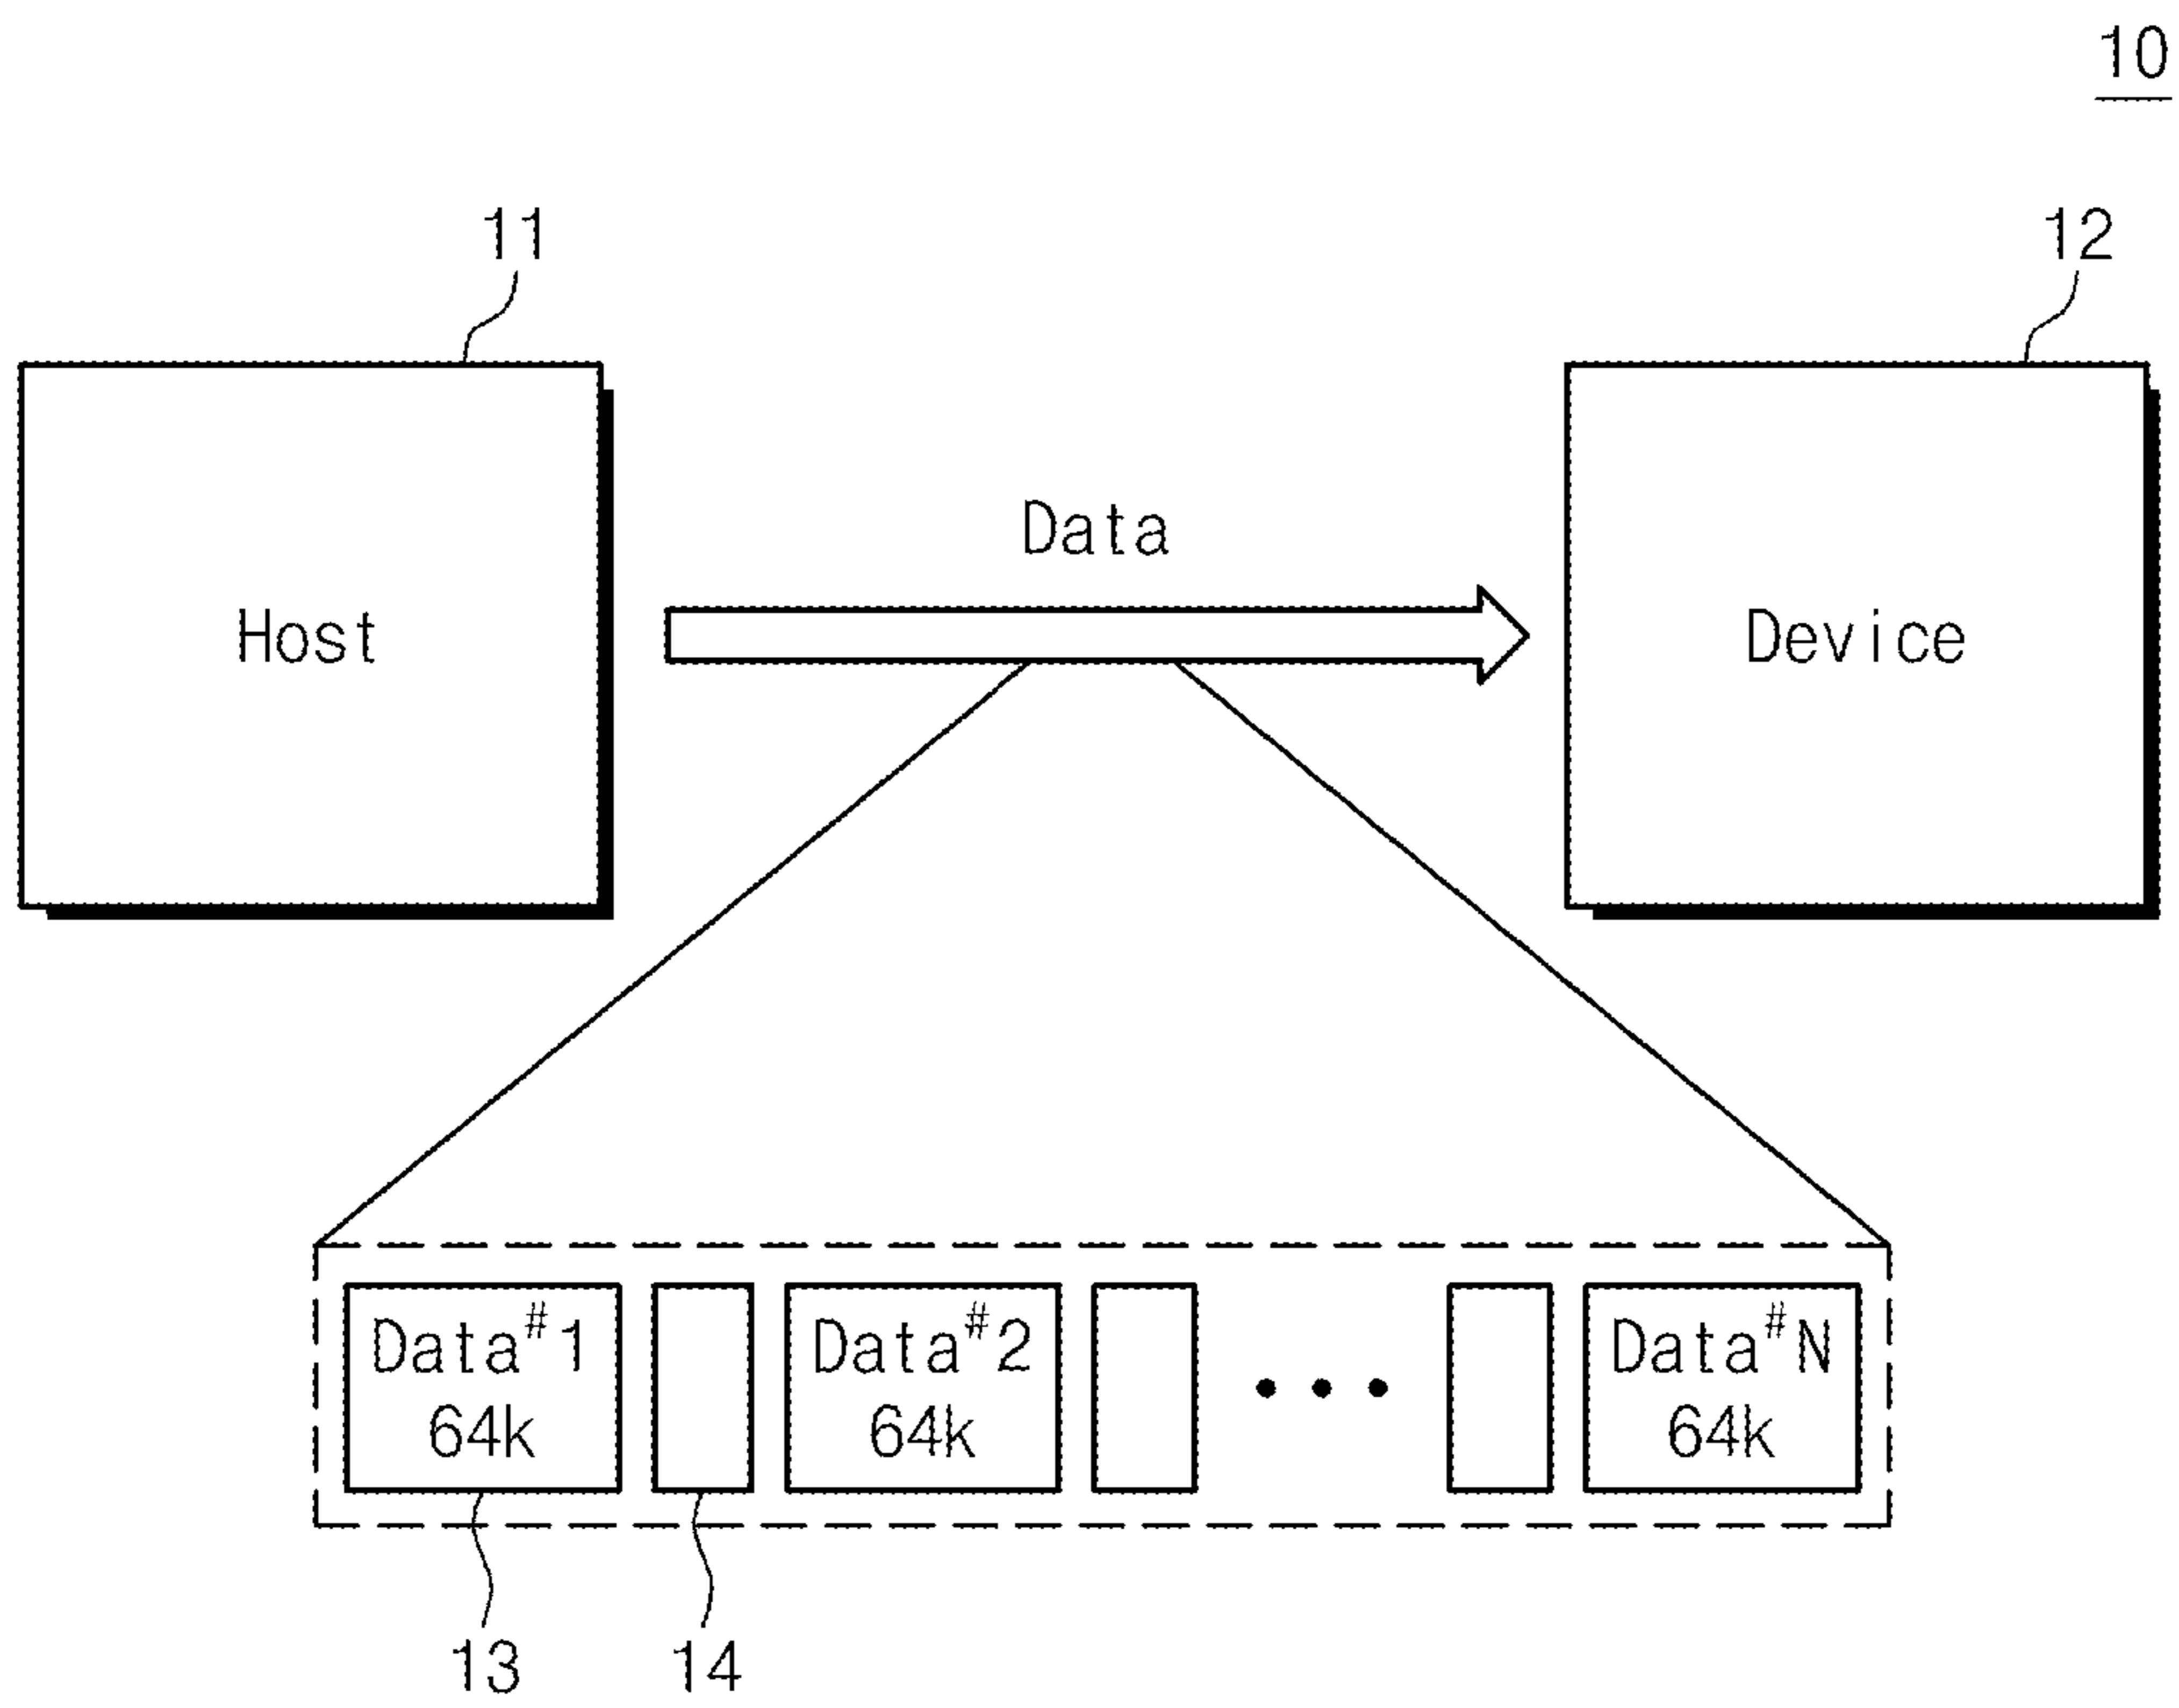 10
11
12
Data
Host
Device
Data#1
64k
Data#2
64k
Data#N
64k
13
14